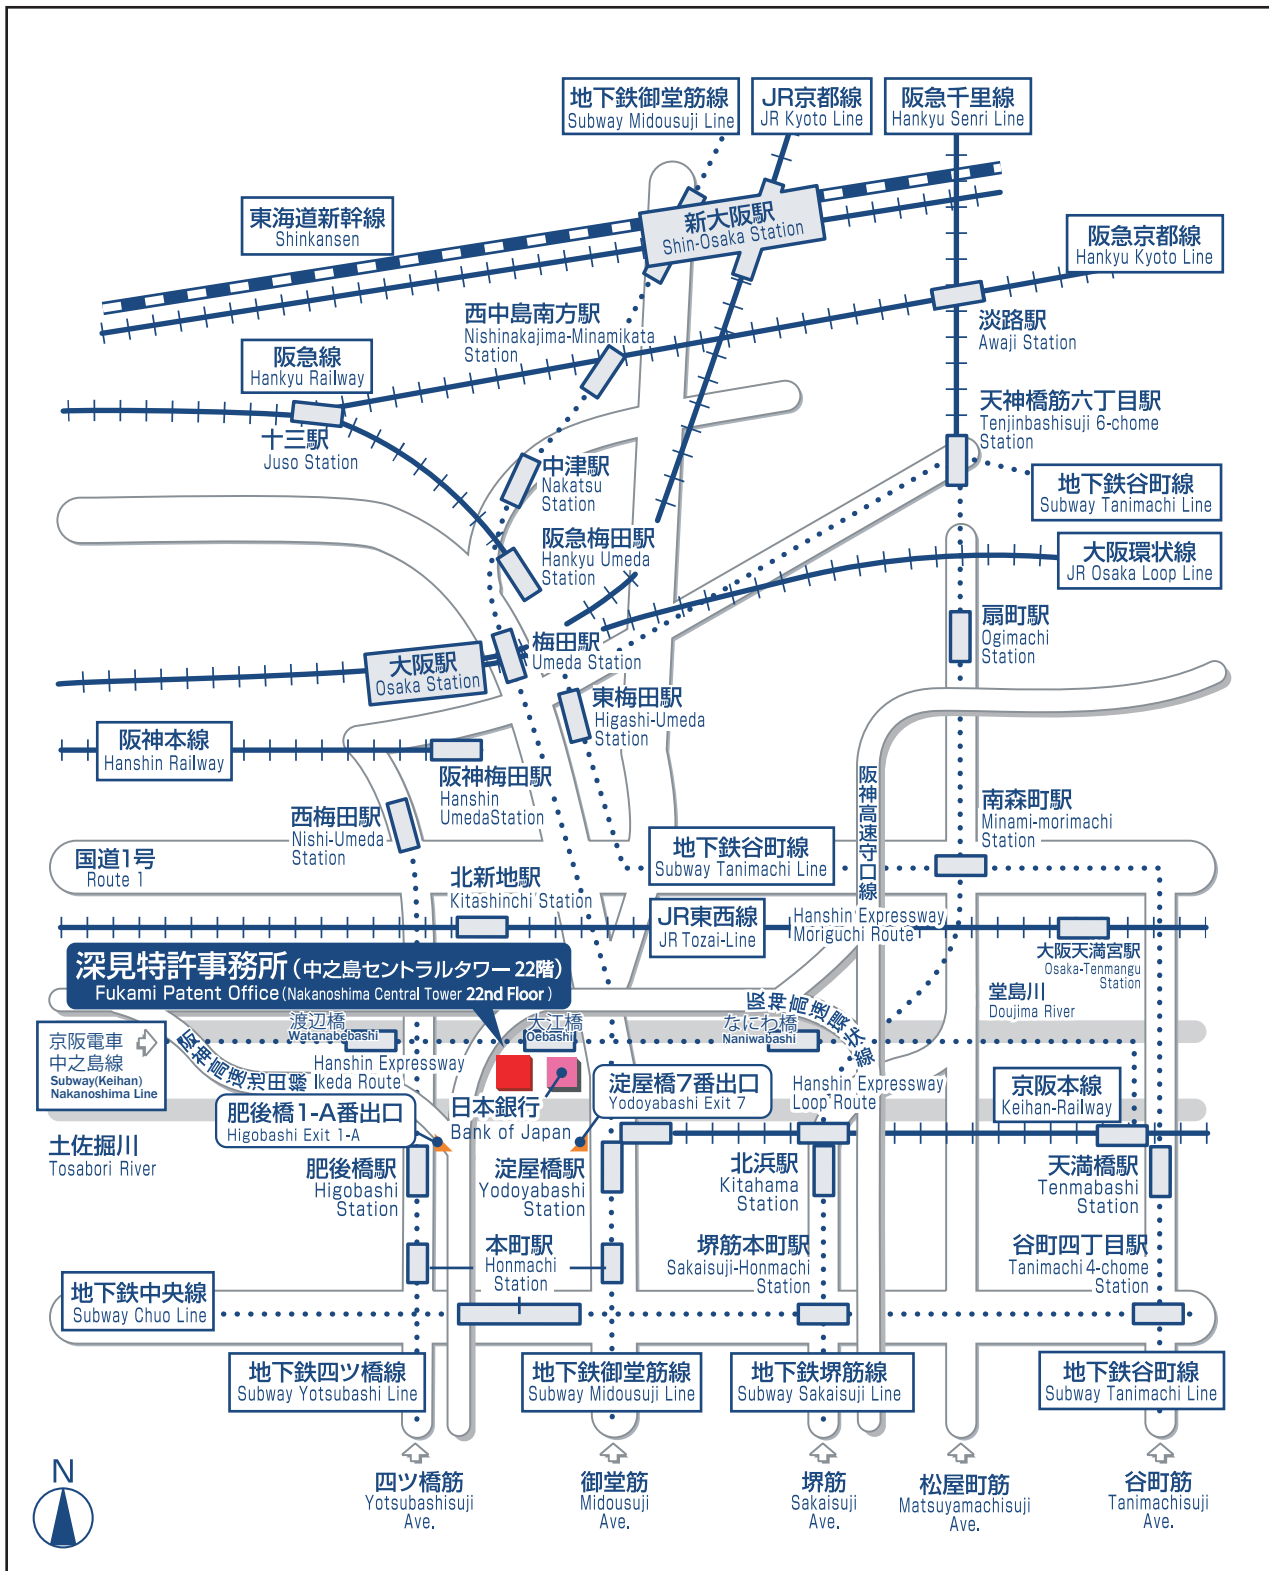 地下鉄御堂筋線
Subway Midousuji Line
JR京都線
JR Kyoto Line
阪急千里線
Hankyu Senri Line
東海道新幹線
Shinkansen
新大阪駅
Shin-Osaka Station
阪急京都線
Hankyu Kyoto Line
西中島南方駅
Nishinakajima-Minamikata
Station
淡路駅
Awaji Station
阪急線
Hankyu Railway
十三駅
Juso Station
天神橋筋六丁目駅
Tenjinbashisuji 6-chome
Station
中津駅
Nakatsu
Station
地下鉄谷町線
Subway Tanimachi Line
阪急梅田駅
Hankyu Umeda
Station
大阪環状線
JR Osaka Loop Line
扇町駅
Ogimachi
Station
梅田駅
Umeda Station
大阪駅
Osaka Station
東梅田駅
Higashi-Umeda
Station
阪神本線
Hanshin Railway
阪神梅田駅
Hanshin
UmedaStation
阪神高速守口線
西梅田駅
Nishi-Umeda
Station
南森町駅
Minami-morimachi
Station
国道1号
Route 1
地下鉄谷町線
Subway Tanimachi Line
北新地駅
Kitashinchi Station
JR東西線
JR Tozai-Line
Hanshin Expressway
Moriguchi Route
大阪天満宮駅
Osaka-Tenmangu
Station
深見特許事務所(中之島セントラルタワー 22階)
Fukami Patent Office(Nakanoshima Central Tower 22nd Floor)
堂島川
Doujima River
阪神高速環状線
渡辺橋
Watanabebashi
大江橋
Oebashi
なにわ橋
Naniwabashi
京阪電車
中之島線
Subway(Keihan)
Nakanoshima Line
阪神高速池田線
Hanshin Expressway
Ikeda Route
淀屋橋7番出口
Yodoyabashi Exit 7
Hanshin Expressway
Loop Route
京阪本線
Keihan-Railway
肥後橋1-A番出口
Higobashi Exit 1-A
日本銀行
Bank of Japan
土佐掘川
Tosabori River
肥後橋駅
Higobashi
Station
淀屋橋駅
Yodoyabashi
Station
北浜駅
Kitahama
Station
天満橋駅
Tenmabashi
Station
本町駅
Honmachi
Station
堺筋本町駅
Sakaisuji-Honmachi
Station
谷町四丁目駅
Tanimachi 4-chome
Station
地下鉄中央線
Subway Chuo Line
地下鉄四ツ橋線
Subway Yotsubashi Line
地下鉄御堂筋線
Subway Midousuji Line
地下鉄堺筋線
Subway Sakaisuji Line
地下鉄谷町線
Subway Tanimachi Line
N
四ツ橋筋
Yotsubashisuji
Ave.
御堂筋
Midousuji
Ave.
堺筋
Sakaisuji
Ave.
松屋町筋
Matsuyamachisuji
Ave.
谷町筋
Tanimachisuji
Ave.